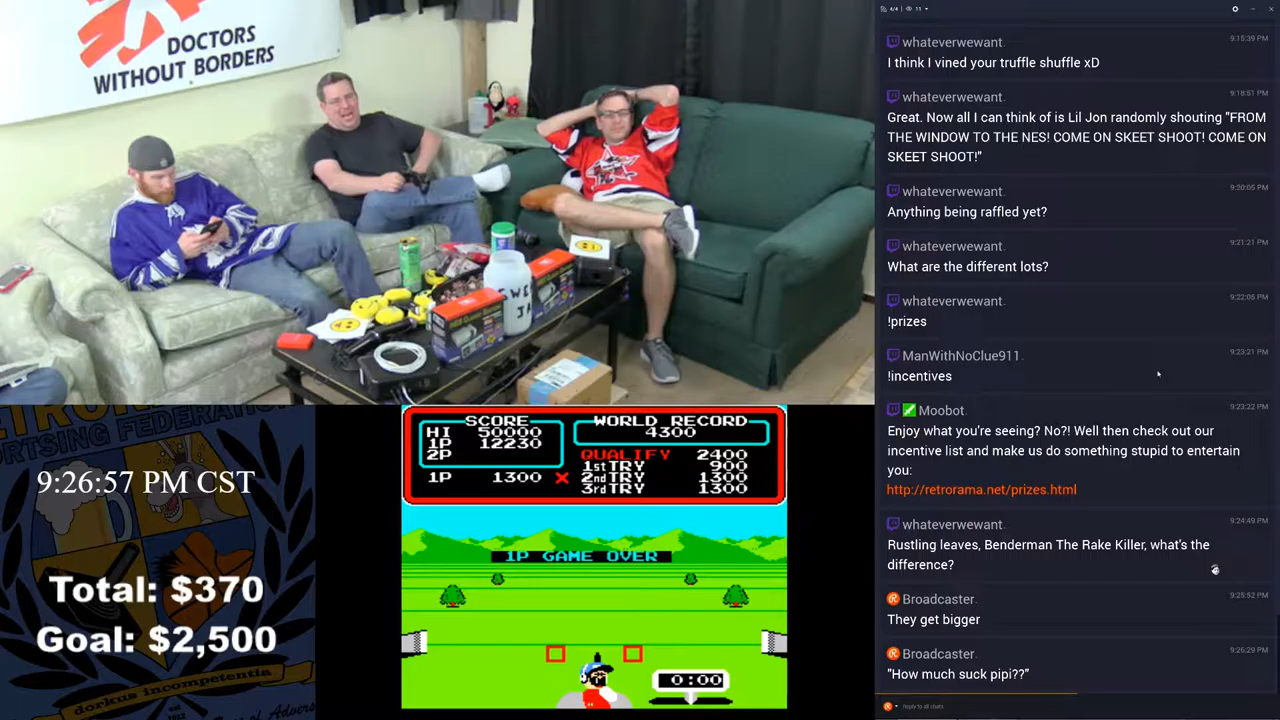 DOCTORS
WITHOUT BORDERS
4/4 11
whateverwewant. 9:15:39 PM
I think I vined your truffle shuffle xD
whateverwewant. 9:18:51 PM
Great. Now all I can think of is Lil Jon randomly shouting "FROM
THE WINDOW TO THE NES! COME ON SKEET SHOOT! COME ON
SKEET SHOOT!"
whateverwewant. 9:20:05 PM
Anything being raffled yet?
whateverwewant. 9:21:21 PM
What are the different lots?
whateverwewant. 9:22:05 PM
!prizes
ManWithNoClue911. 9:23:21 PM
!incentives
Moobot. 9:23:22 PM
Enjoy what you're seeing? No?! Well then check out our
incentive list and make us do something stupid to entertain
you:
http://retrorama.net/prizes.html
whateverwewant. 9:24:49 PM
Rustling leaves, Benderman The Rake Killer, what's the
difference?
Broadcaster. 9:25:52 PM
They get bigger
Broadcaster. 9:26:29 PM
"How much suck pipi??"
Reply to all chats
9:26:57 PM CST
Total: $370
Goal: $2,500
dorkus incompetentia
SCORE
HI 50000
1P 12230
2P
1P 1300 X
WORLD RECORD
4300
QUALIFY 2400
1st TRY 900
2nd TRY 1300
3rd TRY 1300
1P GAME OVER
0:00